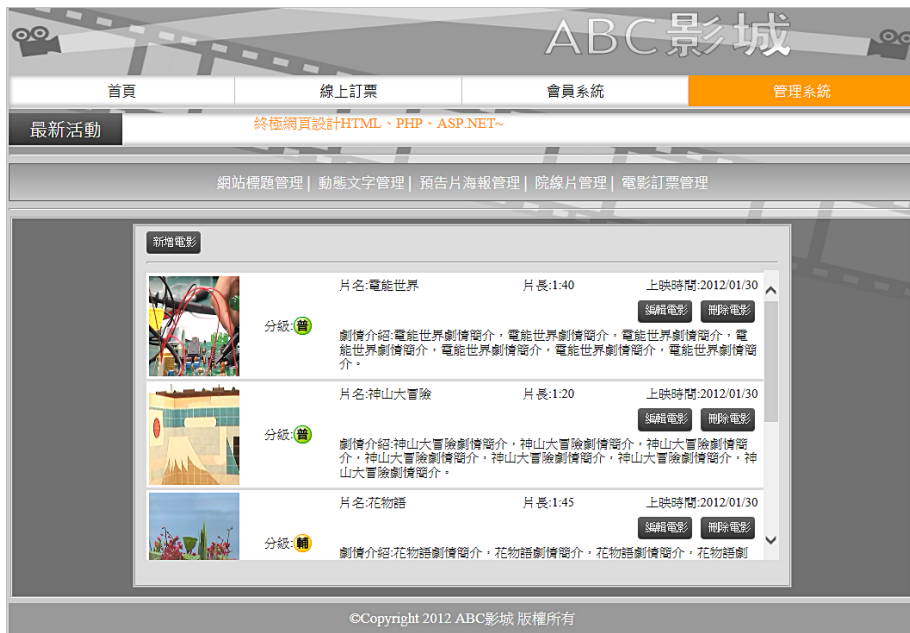 ABC影城
首頁
線上訂票
會員系統
管理系統
最新活動
終極網頁設計HTML、PHP、ASP.NET~
網站標題管理| 動態文字管理| 預告片海報管理| 院線片管理| 電影訂票管理
新增電影
片名:電能世界 片長:1:40 上映時間:2012/01/30
編輯電影 刪除電影
分級:普
劇情介紹:電能世界劇情簡介，電能世界劇情簡介，電能世界劇情簡介，電
能世界劇情簡介，電能世界劇情簡介，電能世界劇情簡介，電能世界劇情簡
介。
片名:神山大冒險 片長:1:20 上映時間:2012/01/30
編輯電影 刪除電影
分級:普
劇情介紹:神山大冒險劇情簡介，神山大冒險劇情簡介，神山大冒險劇情簡
介，神山大冒險劇情簡介，神山大冒險劇情簡介，神山大冒險劇情簡介，神
山大冒險劇情簡介。
片名:花物語 片長:1:45 上映時間:2012/01/30
編輯電影 刪除電影
分級:輔
劇情介紹:花物語劇情簡介，花物語劇情簡介，花物語劇情簡介，花物語劇
©Copyright 2012 ABC影城 版權所有